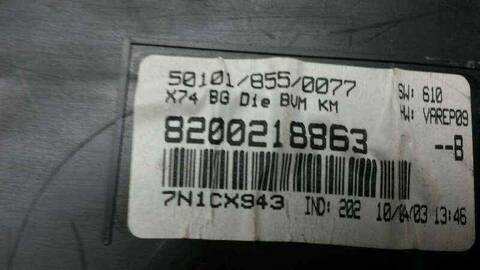 50101/855/0077
X74 BG Die BVM KM
SW: 610
HW: VAREP09
8200218863
--B
7N1CX943 IND: 202 10/04/03 13:46